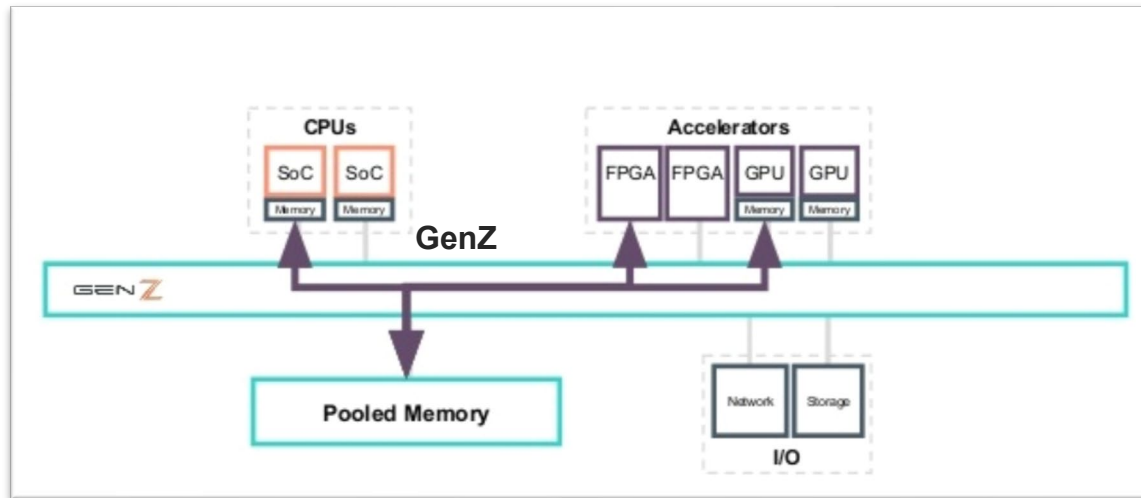 CPUs
SoC SoC
Memory Memory
Accelerators
FPGA FPGA GPU GPU
Memory Memory
GenZ
GEN Z
Pooled Memory
Network Storage
I/O